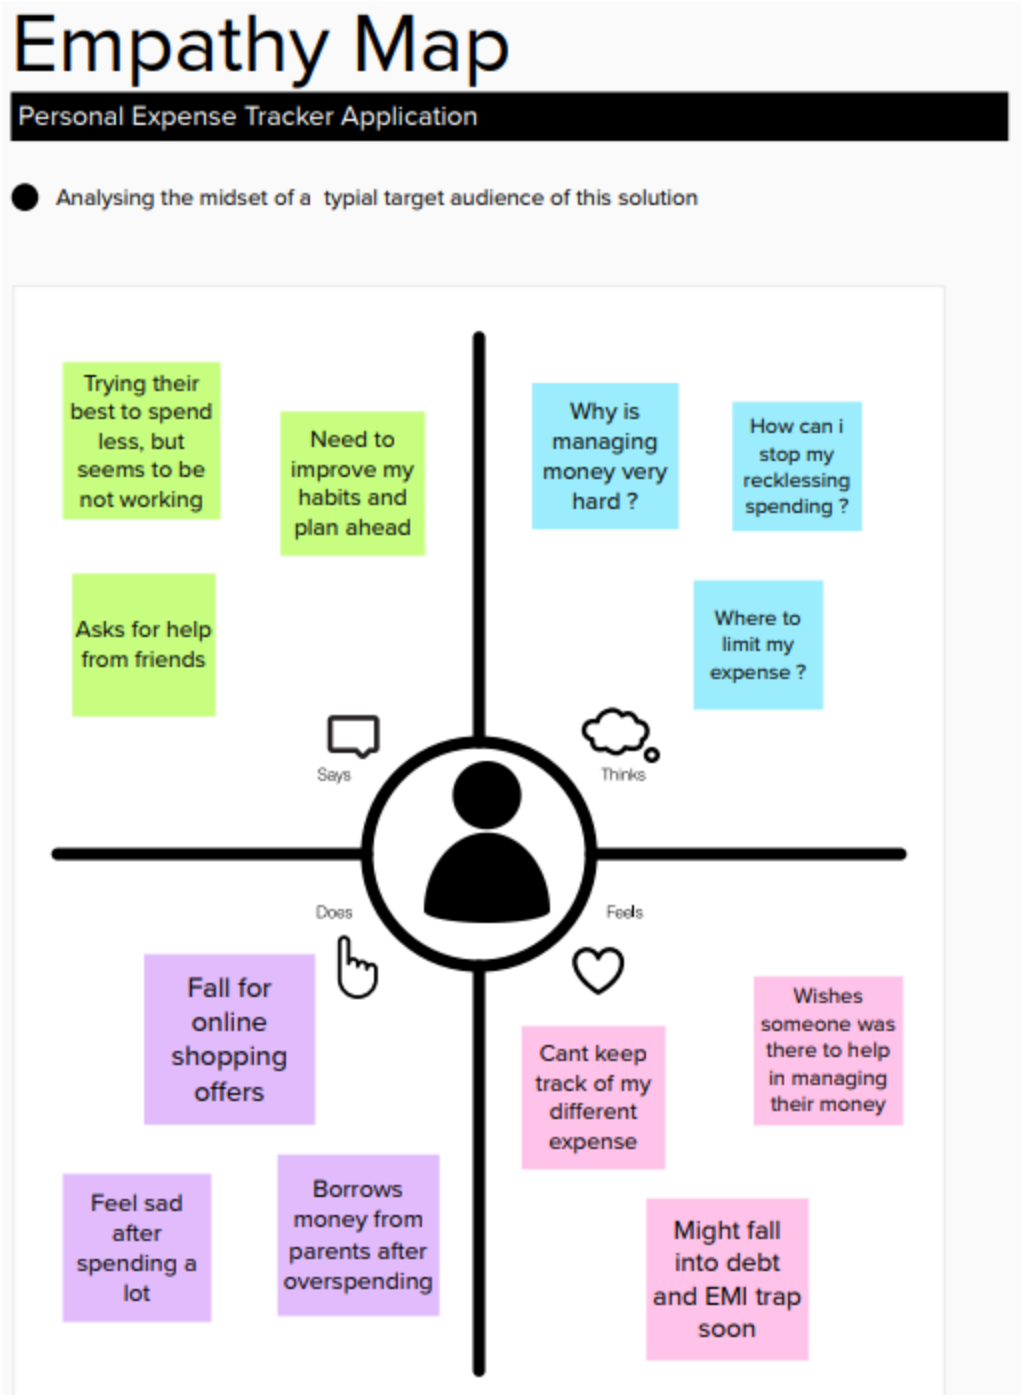 Empathy Map
Personal Expense Tracker Application
Analysing the midset of a  typial target audience of this solution
Trying their
best to spend
less, but
seems to be
not working
Need to
improve my
habits and
plan ahead
Asks for help
from friends
Says
Why is
managing
money very
hard ?
How can i
stop my
recklessing
spending ?
Where to
limit my
expense ?
Thinks
Does
Fall for
online
shopping
offers
Feel sad
after
spending a
lot
Borrows
money from
parents after
overspending
Feels
Cant keep
track of my
different
expense
Wishes
someone was
there to help
in managing
their money
Might fall
into debt
and EMI trap
soon